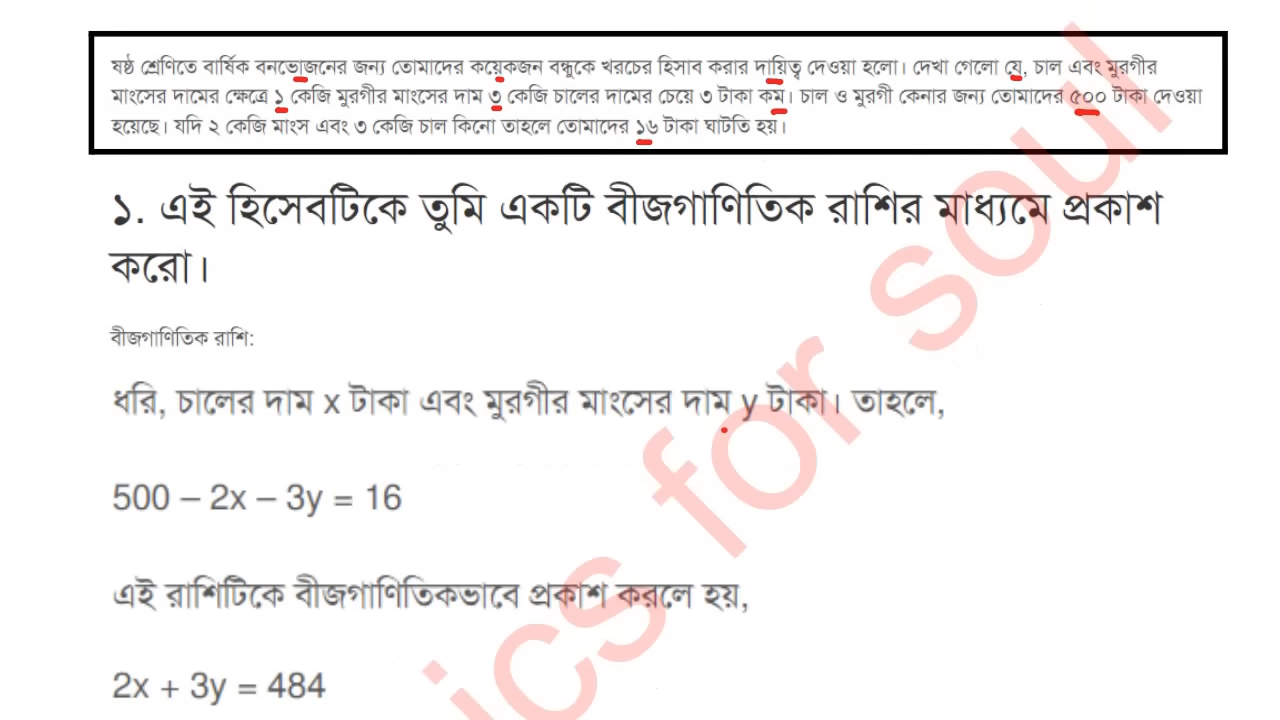 ষষ্ঠ শ্রেণিতে বার্ষিক বনভোজনের জন্য তোমাদের কয়েকজন বন্ধুকে খরচের হিসাব করার দায়িত্ব দেওয়া হলো। দেখা গেলো যে, চাল এবং মুরগীর
মাংসের দামের ক্ষেত্রে ১ কেজি মুরগীর মাংসের দাম ৩ কেজি চালের দামের চেয়ে ৩ টাকা কম। চাল ও মুরগী কেনার জন্য তোমাদের ৫০০ টাকা দেওয়া
হয়েছে। যদি ২ কেজি মাংস এবং ৩ কেজি চাল কিনো তাহলে তোমাদের ১৬ টাকা ঘাটতি হয়।
১. এই হিসেবটিকে তুমি একটি বীজগাণিতিক রাশির মাধ্যমে প্রকাশ
করো।
বীজগাণিতিক রাশি:
ধরি, চালের দাম x টাকা এবং মুরগীর মাংসের দাম y টাকা। তাহলে,
500 – 2x – 3y = 16
এই রাশিটিকে বীজগাণিতিকভাবে প্রকাশ করলে হয়,
2x + 3y = 484
ics for soul